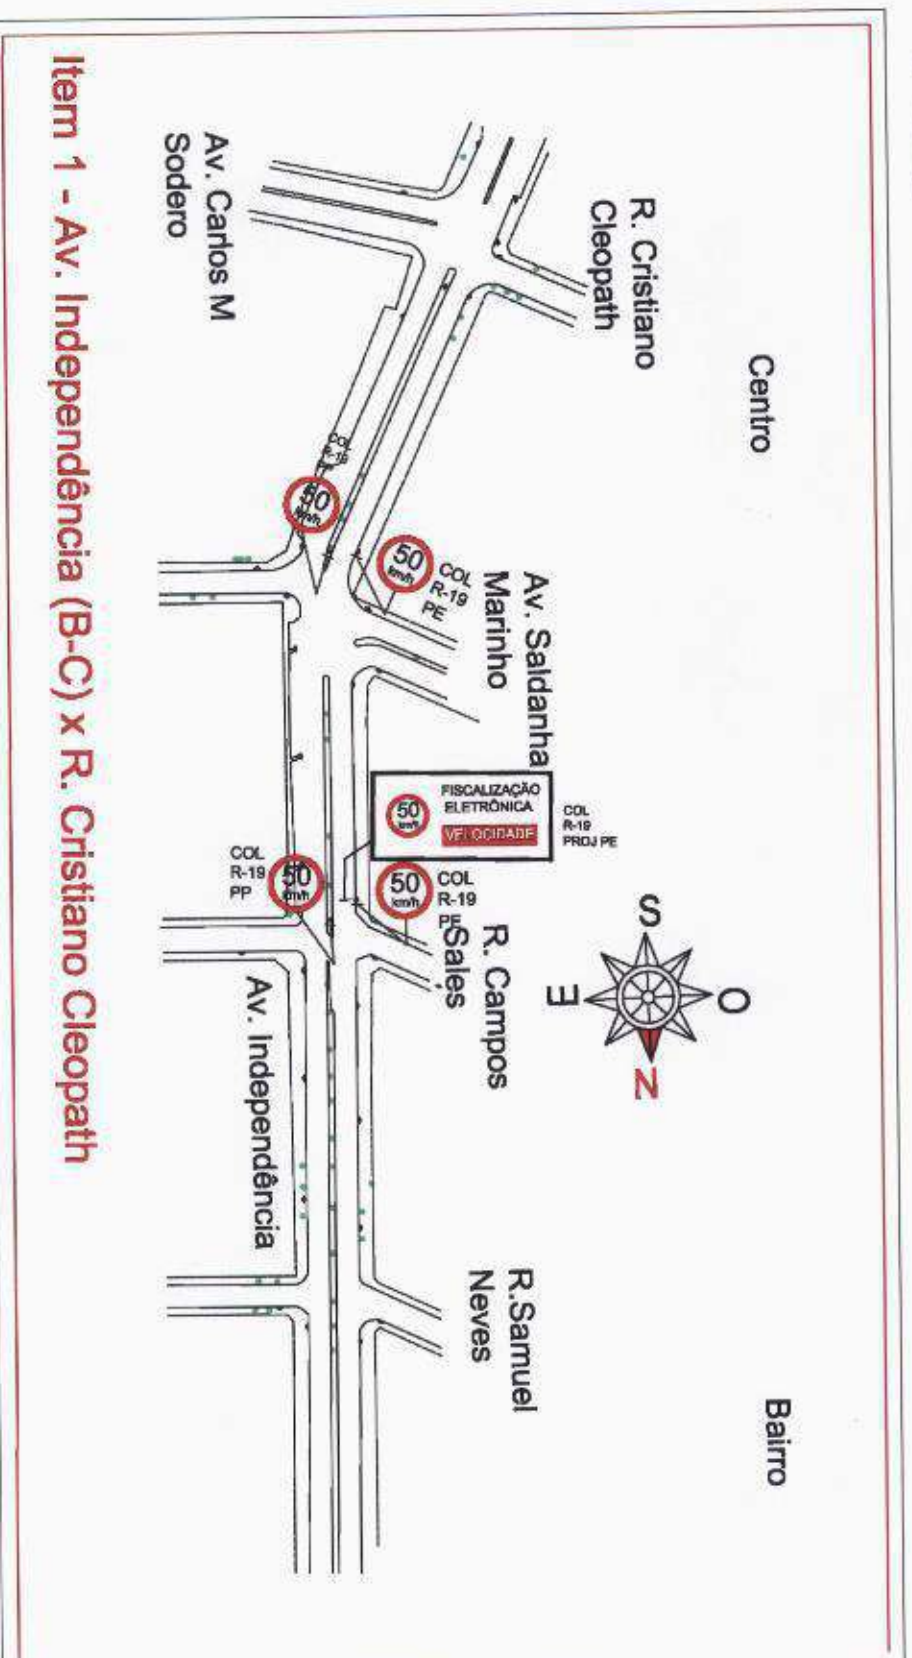 Centro
Bairro
R. Cristiano
Cleopath
Av. Carlos M
Sodero
COL
R-19
PP
50
km/h
50
km/h
COL
R-19
PE
Av. Saldanha
Marinho
FISCALIZAÇÃO
ELETRÔNICA
50
km/h
VELOCIDADE
COL
R-19
PROJ PE
COL
R-19
PP
50
km/h
50
km/h
COL
R-19
PE
R. Campos
Sales
S
O
E
N
Av. Independência
R.Samuel
Neves
Item 1 - Av. Independência (B-C) x R. Cristiano Cleopath